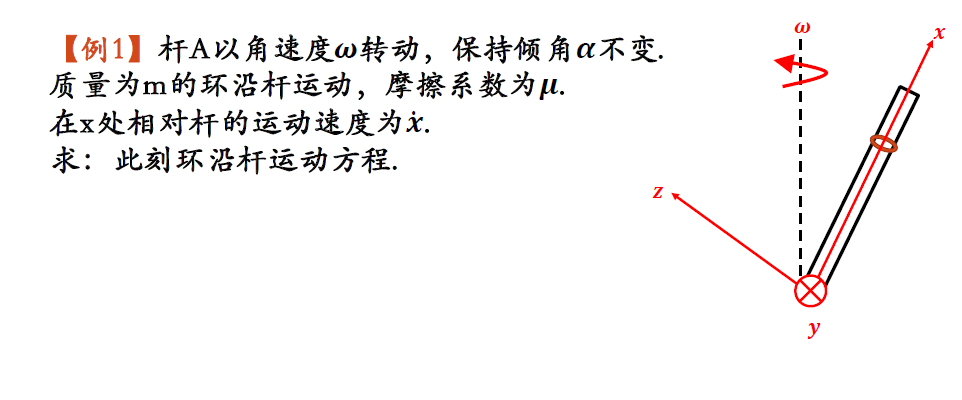 【例1】杆A以角速度ω转动，保持倾角α不变.
质量为m的环沿杆运动，摩擦系数为μ.
在x处相对杆的运动速度为ẋ.
求：此刻环沿杆运动方程.
ω
x
z
y